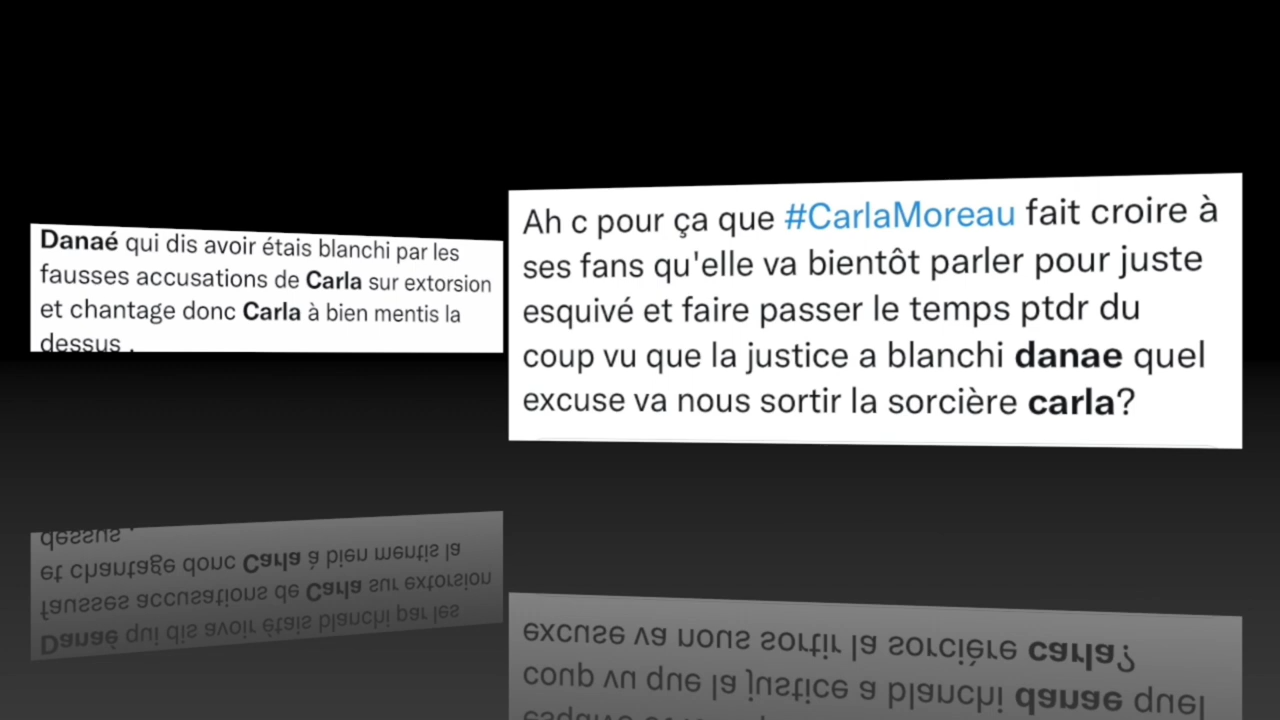 Danaé qui dis avoir étais blanchi par les
fausses accusations de Carla sur extorsion
et chantage donc Carla à bien mentis la
dessus .
Ah c pour ça que #CarlaMoreau fait croire à
ses fans qu'elle va bientôt parler pour juste
esquivé et faire passer le temps ptdr du
coup vu que la justice a blanchi danae quel
excuse va nous sortir la sorcière carla?